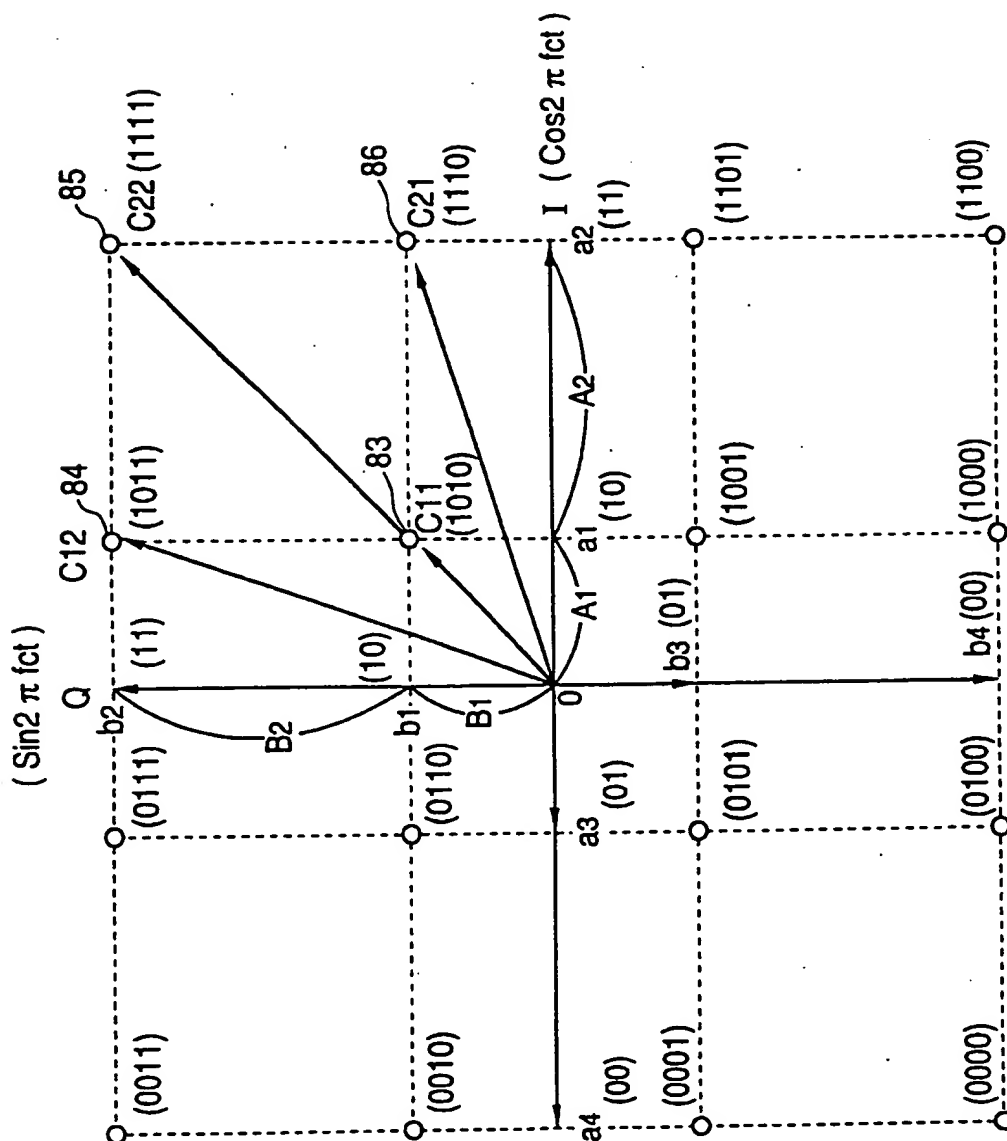 ( Sin2 π fct )
Q
C12
84
85
b2
(0011)
(0111)
(11)
(1011)
C22 (1111)
B2
83
86
b1
(10)
C11
C21
(0010)
(0110)
(1010)
(1110)
B1
0
A1
A2
I ( Cos2 π fct )
a4
a3
a1
a2
(00)
(01)
(10)
(11)
b3 (01)
(0001)
(0101)
(1001)
(1101)
b4 (00)
(0000)
(0100)
(1000)
(1100)